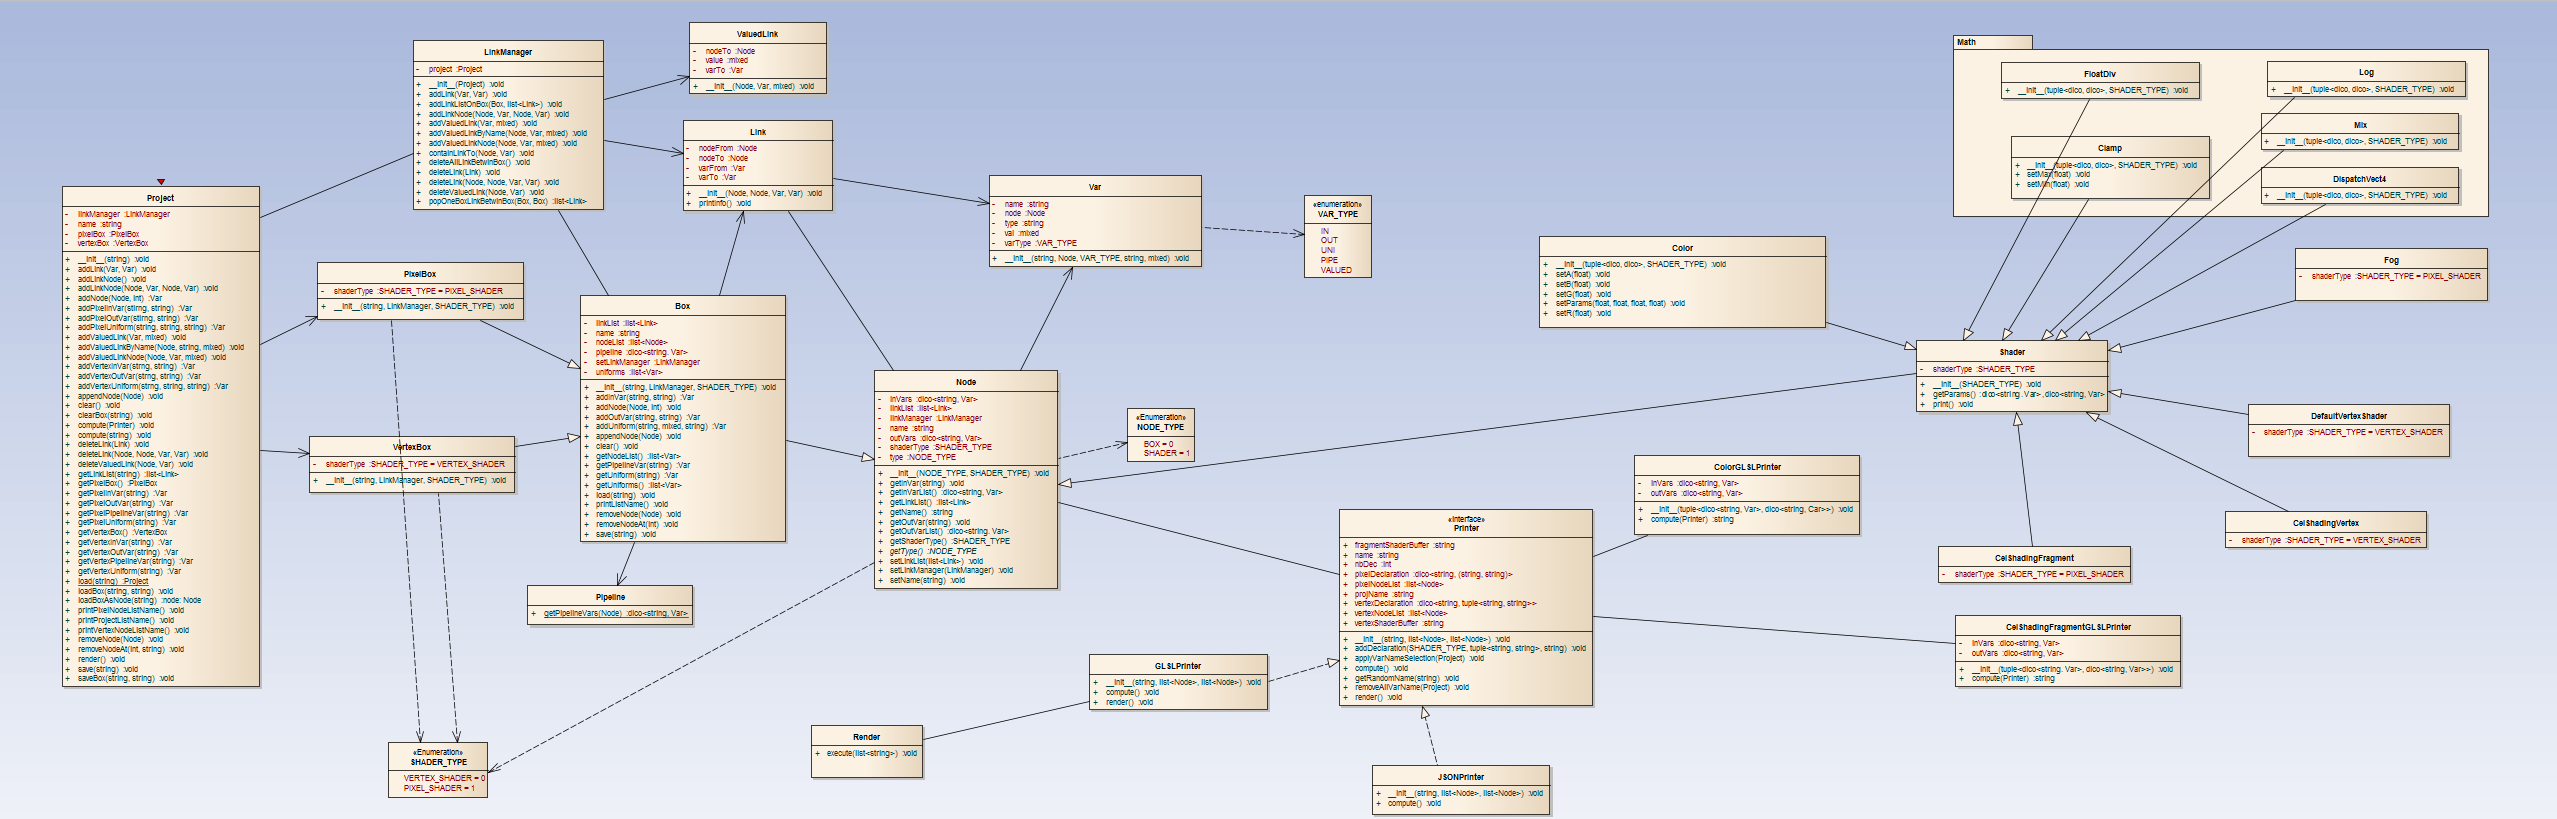 LinkManager
- project :Project
+ __init__(Project) :void
+ addLink(Var, Var) :void
+ addLinkListOnBox(Box, list<Link>) :void
+ addLinkNode(Node, Var, Node, Var) :void
+ addValuedLink(Var, mixed) :void
+ addValuedLinkByName(Node, Var, mixed) :void
+ addValuedLinkNode(Node, Var, mixed) :void
+ containLinkTo(Node, Var) :void
+ deleteAllLinkBetwinBox() :void
+ deleteLink(Link) :void
+ deleteLink(Node, Node, Var, Var) :void
+ deleteValuedLink(Node, Var) :void
+ popOneBoxLinkBetwinBox(Box, Box) :list<Link>
ValuedLink
- nodeTo :Node
- value :mixed
- varTo :Var
+ __init__(Node, Var, mixed) :void
Link
- nodeFrom :Node
- nodeTo :Node
- varFrom :Var
- varTo :Var
+ __init__(Node, Node, Var, Var) :void
+ printInfo() :void
Project
- linkManager :LinkManager
- name :string
- pixelBox :PixelBox
- vertexBox :VertexBox
+ __init__(string) :void
+ addLink(Var, Var) :void
+ addLinkNode() :void
+ addLinkNode(Node, Var, Node, Var) :void
+ addNode(Node, int) :Var
+ addPixelInVar(stirng, string) :Var
+ addPixelOutVar(stirng, string) :Var
+ addPixelUniform(string, string, string) :Var
+ addValuedLink(Var, mixed) :void
+ addValuedLinkByName(Node, string, mixed) :void
+ addValuedLinkNode(Node, Var, mixed) :void
+ addVertexInVar(strng, string) :Var
+ addVertexOutVar(strng, string) :Var
+ addVertexUniform(strng, string, string) :Var
+ appendNode(Node) :void
+ clear() :void
+ clearBox(string) :void
+ compute(Printer) :void
+ compute(string) :void
+ deleteLink(Link) :void
+ deleteLink(Node, Node, Var, Var) :void
+ deleteValuedLink(Node, Var) :void
+ getLinkList(string) :list<Link>
+ getPixelBox() :PixelBox
+ getPixelInVar(string) :Var
+ getPixelOutVar(string) :Var
+ getPixelPipelineVar(string) :Var
+ getPixelUniform(string) :Var
+ getVertexBox() :VertexBox
+ getVertexInVar(string) :Var
+ getVertexOutVar(string) :Var
+ getVertexPipelineVar(string) :Var
+ getVertexUniform(string) :Var
+ load(string) :Project
+ loadBox(string, string) :void
+ loadBoxAsNode(string) :node: Node
+ printPixelNodeListName() :void
+ printProjectListName() :void
+ printVertexNodeListName() :void
+ removeNode(Node) :void
+ removeNodeAt(int, string) :void
+ render() :void
+ save(string) :void
+ saveBox(string, string) :void
PixelBox
- shaderType :SHADER_TYPE = PIXEL_SHADER
+ __init__(string, LinkManager, SHADER_TYPE) :void
VertexBox
- shaderType :SHADER_TYPE = VERTEX_SHADER
+ __init__(string, LinkManager, SHADER_TYPE) :void
Box
- linkList :list<Link>
- name :string
- nodeList :list<Node>
- pipeline :dico<string, Var>
- setLinkManager :LinkManager
- uniforms :list<Var>
+ __init__(string, LinkManager, SHADER_TYPE) :void
+ addInVar(string, string) :Var
+ addNode(Node, int) :void
+ addOutVar(string, string) :Var
+ addUniform(string, mixed, string) :Var
+ appendNode(Node) :void
+ clear() :void
+ getNodeList() :list<Var>
+ getPipelineVar(string) :Var
+ getUniform(string) :Var
+ getUniforms() :list<Var>
+ load(string) :void
+ printListName() :void
+ removeNode(Node) :void
+ removeNodeAt(int) :void
+ save(string) :void
Pipeline
+ getPipelineVars(Node) :dico<string, Var>
«Enumeration»
SHADER_TYPE
VERTEX_SHADER = 0
PIXEL_SHADER = 1
Var
- name :string
- node :Node
- type :string
- val :mixed
- varType :VAR_TYPE
+ __init__(string, Node, VAR_TYPE, string, mixed) :void
«enumeration»
VAR_TYPE
IN
OUT
UNI
PIPE
VALUED
Node
- inVars :dico<string, Var>
- linkList :list<Link>
- linkManager :LinkManager
- name :string
- outVars :dico<string, Var>
- shaderType :SHADER_TYPE
- type :NODE_TYPE
+ __init__(NODE_TYPE, SHADER_TYPE) :void
+ getInVar(string) :void
+ getInVarList() :dico<string, Var>
+ getLinkList() :list<Link>
+ getName() :string
+ getOutVar(string) :void
+ getOutVarList() :dico<string, Var>
+ getShaderType() :SHADER_TYPE
+ getType() :NODE_TYPE
+ setLinkList(list<Link>) :void
+ setLinkManager(LinkManager) :void
+ setName(string) :void
«Enumeration»
NODE_TYPE
BOX = 0
SHADER = 1
Render
+ execute(list<string>) :void
GLSLPrinter
+ __init__(string, list<Node>, list<Node>) :void
+ compute() :void
+ render() :void
«interface»
Printer
+ fragmentShaderBuffer :string
+ name :string
+ nbDec :int
+ pixelDeclaration :dico<string, (string, string)>
+ pixelNodeList :list<Node>
+ projName :string
+ vertexDeclaration :dico<string, tuple<string, string>>
+ vertexNodeList :list<Node>
+ vertexShaderBuffer :string
+ __init__(string, list<Node>, list<Node>) :void
+ addDeclaration(SHADER_TYPE, tuple<string, string>, string) :void
+ applyVarNameSelection(Project) :void
+ compute() :void
+ getRandomName(string) :void
+ removeAllVarName(Project) :void
+ render() :void
JSONPrinter
+ __init__(string, list<Node>, list<Node>) :void
+ compute() :void
ColorGLSLPrinter
- inVars :dico<string, Var>
- outVars :dico<string, Var>
+ __init__(tuple<dico<string, Var>, dico<string, Car>>) :void
+ compute(Printer) :string
Color
+ __init__(tuple<dico, dico>, SHADER_TYPE) :void
+ setA(float) :void
+ setB(float) :void
+ setG(float) :void
+ setParams(float, float, float, float) :void
+ setR(float) :void
Math
FloatDiv
+ __init__(tuple<dico, dico>, SHADER_TYPE) :void
Clamp
+ __init__(tuple<dico, dico>, SHADER_TYPE) :void
+ setMax(float) :void
+ setMin(float) :void
Log
+ __init__(tuple<dico, dico>, SHADER_TYPE) :void
Mix
+ __init__(tuple<dico, dico>, SHADER_TYPE) :void
DispatchVect4
+ __init__(tuple<dico, dico>, SHADER_TYPE) :void
Fog
- shaderType :SHADER_TYPE = PIXEL_SHADER
Shader
- shaderType :SHADER_TYPE
+ __init__(SHADER_TYPE) :void
+ getParams() :dico<string. Var>, dico<string, Var>
+ print() :void
DefaultVertexShader
- shaderType :SHADER_TYPE = VERTEX_SHADER
CelShadingVertex
- shaderType :SHADER_TYPE = VERTEX_SHADER
CelShadingFragment
- shaderType :SHADER_TYPE = PIXEL_SHADER
CelShadingFragmentGLSLPrinter
- inVars :dico<string, Var>
- outVars :dico<string, Var>
+ __init__(tuple<dico<string. Var>, dico<string, Var>>) :void
+ compute(Printer) :string